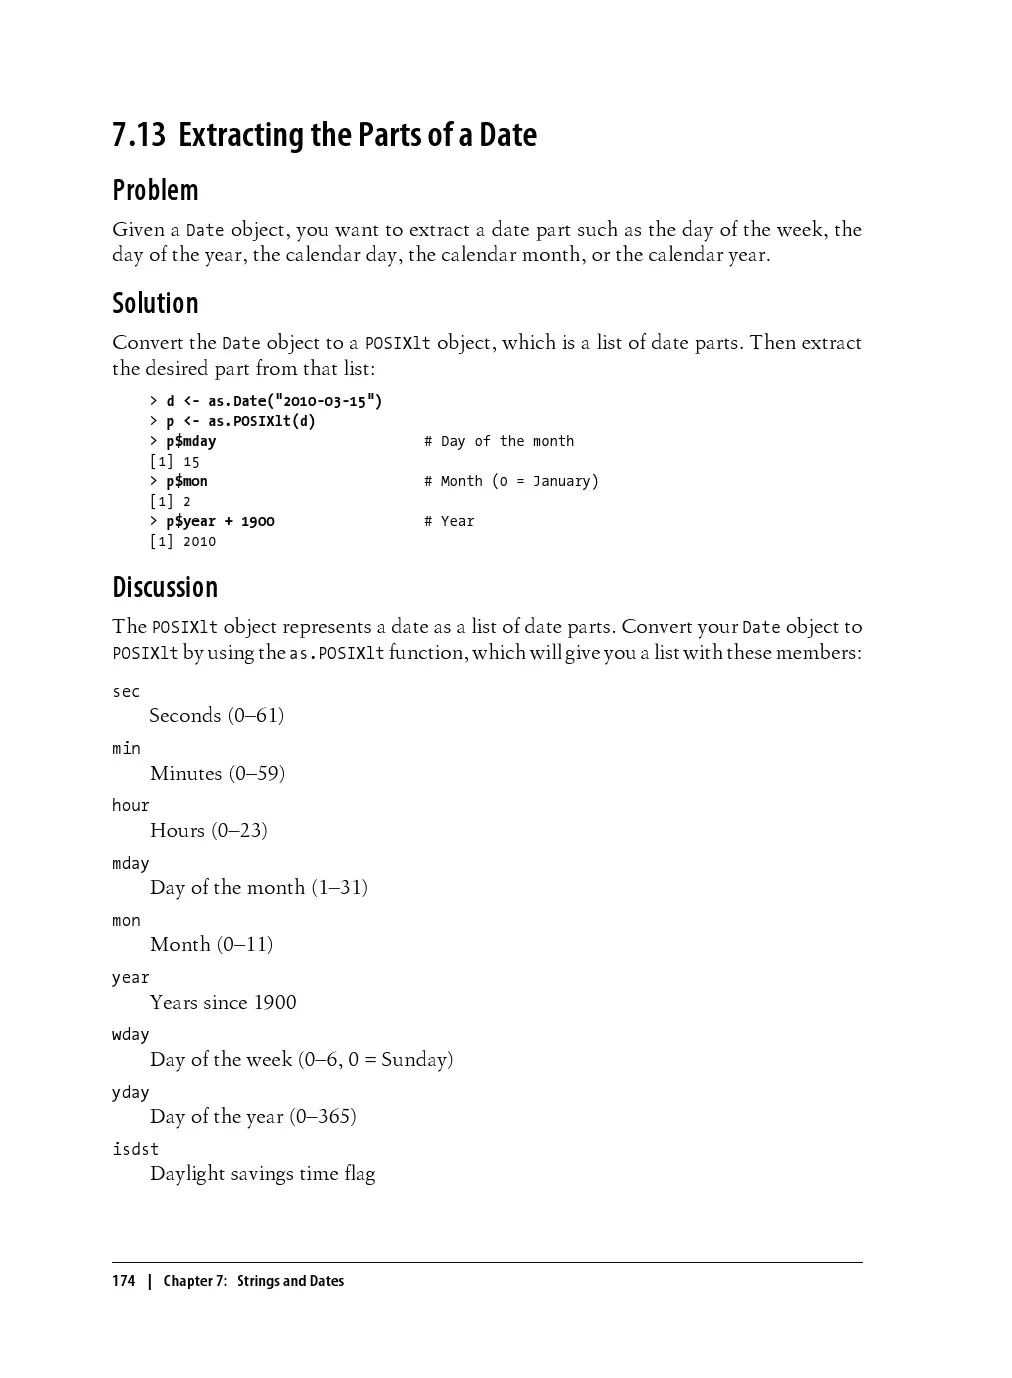 7.13 Extracting the Parts of a Date
Problem
Given a Date object, you want to extract a date part such as the day of the week, the
day of the year, the calendar day, the calendar month, or the calendar year.
Solution
Convert the Date object to a POSIXlt object, which is a list of date parts. Then extract
the desired part from that list:
> d <- as.Date("2010-03-15")
> p <- as.POSIXlt(d)
> p$mday # Day of the month
[1] 15
> p$mon # Month (0 = January)
[1] 2
> p$year + 1900 # Year
[1] 2010
Discussion
The POSIXlt object represents a date as a list of date parts. Convert your Date object to
POSIXlt by using the as.POSIXlt function, which will give you a list with these members:
sec
Seconds (0–61)
min
Minutes (0–59)
hour
Hours (0–23)
mday
Day of the month (1–31)
mon
Month (0–11)
year
Years since 1900
wday
Day of the week (0–6, 0 = Sunday)
yday
Day of the year (0–365)
isdst
Daylight savings time flag
174 | Chapter 7: Strings and Dates